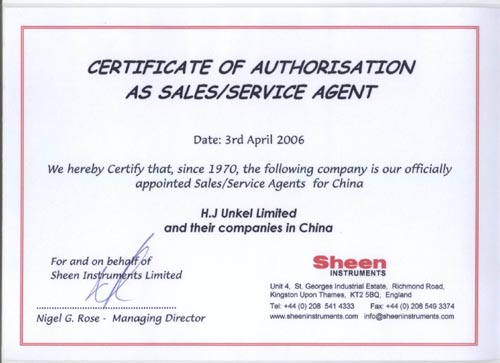 CERTIFICATE OF AUTHORISATION
AS SALES/SERVICE AGENT
Date: 3rd April 2006
We hereby Certify that, since 1970, the following company is our officially
appointed Sales/Service Agents for China
H.J Unkel Limited
and their companies in China
For and on behalf of
Sheen Instruments Limited
Nigel G. Rose - Managing Director
Sheen
INSTRUMENTS
Unit 4, St. Georges Industrial Estate, Richmond Road,
Kingston Upon Thames, KT2 5BQ, England
Tel: +44 (0) 208 541 4333 Fax: +44 (0) 208 549 3374
www.sheeninstruments.com info@sheeninstruments.com